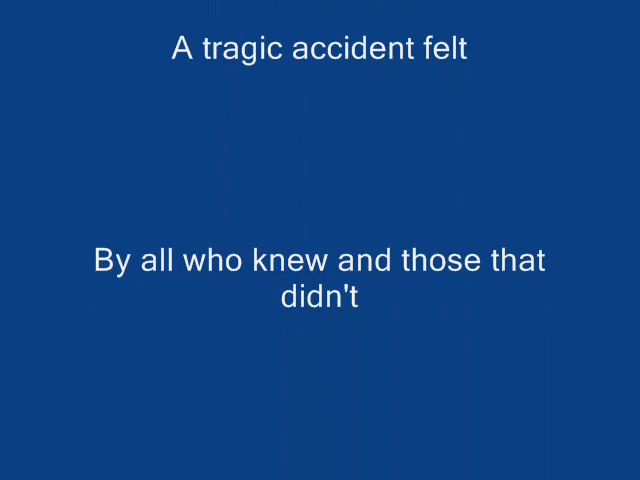 A tragic accident felt
By all who knew and those that
didn't